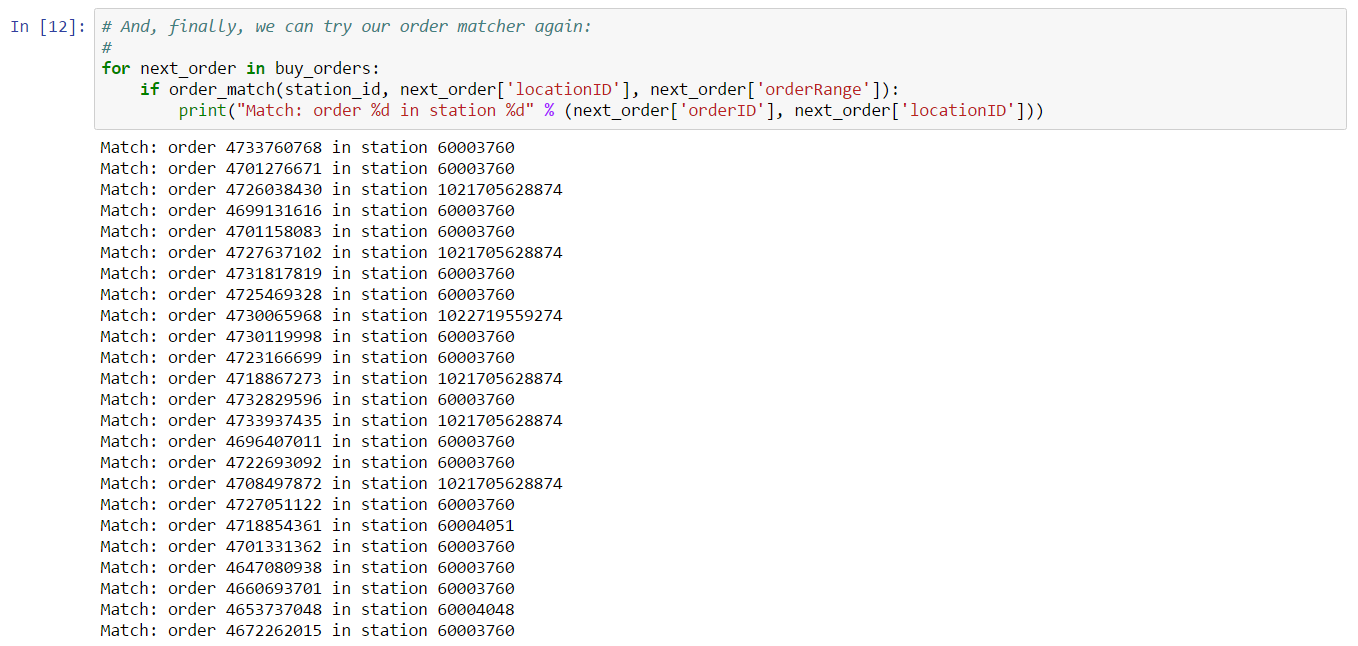 In [12]: # And, finally, we can try our order matcher again:
#
for next_order in buy_orders:
    if order_match(station_id, next_order['locationID'], next_order['orderRange']):
        print("Match: order %d in station %d" % (next_order['orderID'], next_order['locationID']))
Match: order 4733760768 in station 60003760
Match: order 4701276671 in station 60003760
Match: order 4726038430 in station 1021705628874
Match: order 4699131616 in station 60003760
Match: order 4701158083 in station 60003760
Match: order 4727637102 in station 1021705628874
Match: order 4731817819 in station 60003760
Match: order 4725469328 in station 60003760
Match: order 4730065968 in station 1022719559274
Match: order 4730119998 in station 60003760
Match: order 4723166699 in station 60003760
Match: order 4718867273 in station 1021705628874
Match: order 4732829596 in station 60003760
Match: order 4733937435 in station 1021705628874
Match: order 4696407011 in station 60003760
Match: order 4722693092 in station 60003760
Match: order 4708497872 in station 1021705628874
Match: order 4727051122 in station 60003760
Match: order 4718854361 in station 60004051
Match: order 4701331362 in station 60003760
Match: order 4647080938 in station 60003760
Match: order 4660693701 in station 60003760
Match: order 4653737048 in station 60004048
Match: order 4672262015 in station 60003760